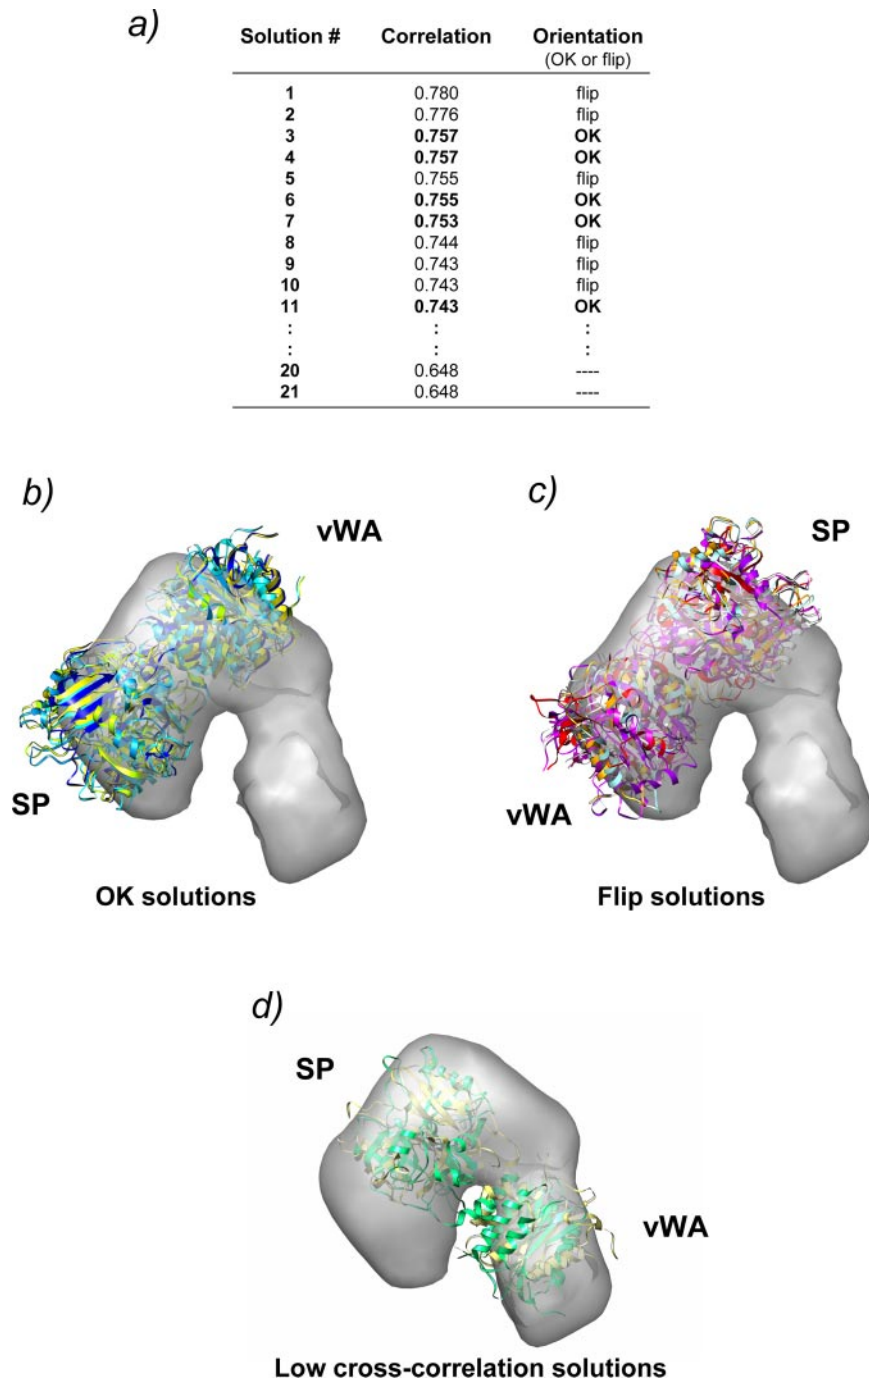 a)
Solution # Correlation Orientation
(OK or flip)
1 0.780 flip
2 0.776 flip
3 0.757 OK
4 0.757 OK
5 0.755 flip
6 0.755 OK
7 0.753 OK
8 0.744 flip
9 0.743 flip
10 0.743 flip
11 0.743 OK
: : :
: : :
20 0.648 ----
21 0.648 ----
b)
vWA
SP
OK solutions
c)
SP
vWA
Flip solutions
d)
SP
vWA
Low cross-correlation solutions